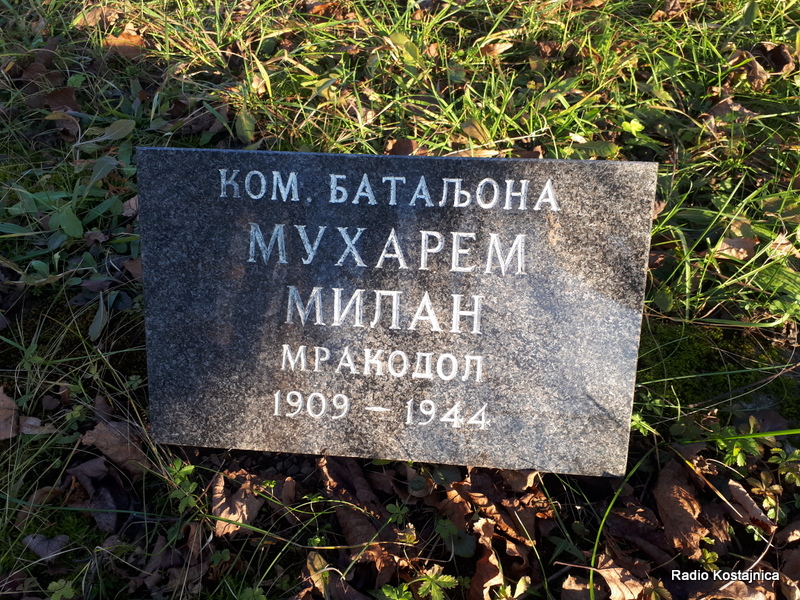 КОМ. БАТАЉОНА
МУХАРЕМ
МИЛАН
МРАКОДОЛ
1909 – 1944
Radio Kostajnica